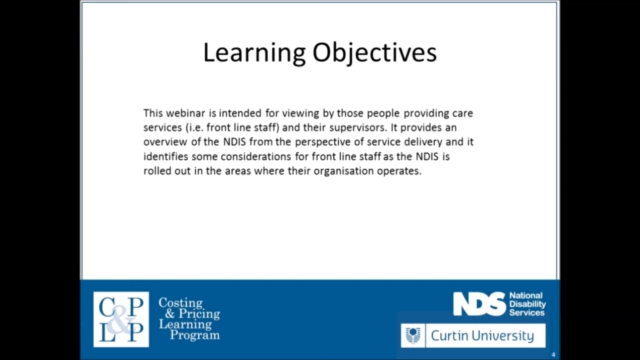 Learning Objectives
This webinar is intended for viewing by those people providing care
services (i.e. front line staff) and their supervisors. It provides an
overview of the NDIS from the perspective of service delivery and it
identifies some considerations for front line staff as the NDIS is
rolled out in the areas where their organisation operates.
C&P
L P
Costing
& Pricing
Learning
Program
NDS
National
Disability
Services
Curtin University
4